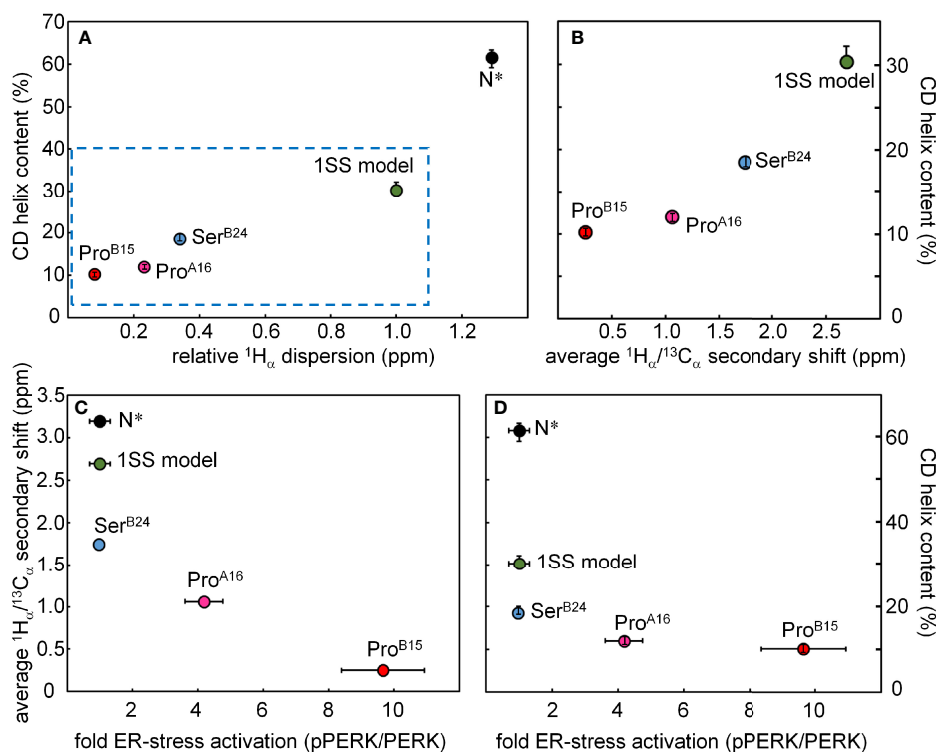 A
CD helix content (%)
70
60
50
40
30
20
10
0
N*
1SS model
Ser^B24
Pro^B15
Pro^A16
0.2 0.4 0.6 0.8 1.0 1.2
relative ¹Hα dispersion (ppm)
B
30
20
10
0
CD helix content (%)
1SS model
Ser^B24
Pro^A16
Pro^B15
0.5 1.0 1.5 2.0 2.5
average ¹Hα/¹³Cα secondary shift (ppm)
C
average ¹Hα/¹³Cα secondary shift (ppm)
3.5
3.0
2.5
2.0
1.5
1.0
0.5
0
N*
1SS model
Ser^B24
Pro^A16
Pro^B15
2 4 6 8 10
fold ER-stress activation (pPERK/PERK)
D
60
40
20
0
CD helix content (%)
N*
1SS model
Ser^B24
Pro^A16
Pro^B15
2 4 6 8 10
fold ER-stress activation (pPERK/PERK)